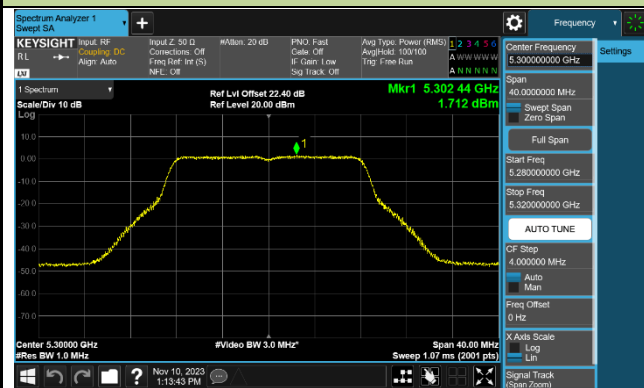 Spectrum Analyzer 1
Swept SA
Frequency
KEYSIGHT
RL
LXI
Input: RF
Coupling: DC
Align: Auto
Input Z: 50 Ω
Corrections: Off
Freq Ref: Int (S)
NFE: Off
#Atten: 20 dB
PNO: Fast
Gate: Off
IF Gain: Low
Sig Track: Off
Avg Type: Power (RMS)
Avg|Hold: 100/100
Trig: Free Run
1 2 3 4 5 6
A W W W W W
A N N N N N
1 Spectrum
Scale/Div 10 dB
Log
Ref Lvl Offset 22.40 dB
Ref Level 20.00 dBm
Mkr1 5.302 44 GHz
1.712 dBm
10.0
0.00
-10.0
-20.0
-30.0
-40.0
-50.0
-60.0
-70.0
1
Center 5.30000 GHz
#Res BW 1.0 MHz
#Video BW 3.0 MHz*
Span 40.00 MHz
Sweep 1.07 ms (2001 pts)
Center Frequency
5.300000000 GHz
Span
40.0000000 MHz
Swept Span
Zero Span
Full Span
Start Freq
5.280000000 GHz
Stop Freq
5.320000000 GHz
AUTO TUNE
CF Step
4.000000 MHz
Auto
Man
Freq Offset
0 Hz
X Axis Scale
Log
Lin
Signal Track
(Span Zoom)
Settings
Nov 10, 2023
1:13:43 PM